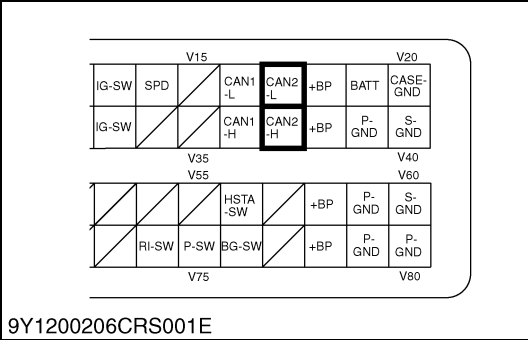 V15 V20
IG-SW SPD CAN1 -L CAN2 -L +BP BATT CASE- GND
IG-SW CAN1 -H CAN2 -H +BP P- GND S- GND
V35 V40
V55 V60
HSTA -SW +BP P- GND S- GND
RI-SW P-SW BG-SW +BP P- GND P- GND
V75 V80
9Y1200206CRS001E